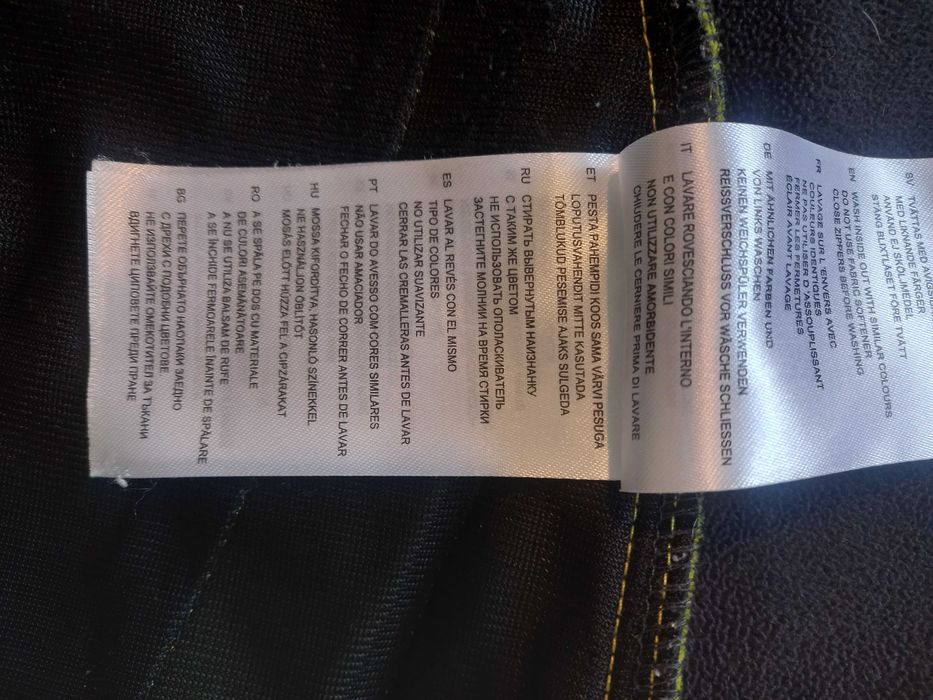 SV TVÄTTAS MED AVIGSIDAN
MED LIKNANDE FÄRGER
ANVÄND EJ SKÖLJMEDEL
STÄNG BLIXTLÅSET FÖRE TVÄTT
EN WASH INSIDE OUT WITH SIMILAR COLOURS
DO NOT USE FABRIC SOFTENER
CLOSE ZIPPERS BEFORE WASHING
FR LAVAGE SUR L'ENVERS AVEC
COULEURS IDENTIQUES
NE PAS UTILISER D'ASSOUPLISSANT
FERMER LES FERMETURES
ÉCLAIR AVANT LAVAGE
DE MIT ÄHNLICHEN FARBEN UND
VON LINKS WASCHEN
KEINEN WEICHSPÜLER VERWENDEN
REISSVERSCHLUSS VOR WÄSCHE SCHLIESSEN
IT LAVARE ROVESCIANDO L'INTERNO
E CON COLORI SIMILI
NON UTILIZZARE AMORBIDENTE
CHIUDERE LE CERNIERE PRIMA DI LAVARE
ET PESTA PAHEMPIDI KOOS SAMA VÄRVI PESUGA
LOPUTUSVAHENDIT MITTE KASUTADA
TÕMBLUKUD PESEMISE AJAKS SULGEDA
RU СТИРАТЬ ВЫВЕРНУТЫМ НАИЗНАНКУ
С ТАКИМ ЖЕ ЦВЕТОМ
НЕ ИСПОЛЬЗОВАТЬ ОПОЛАСКИВАТЕЛЬ
ЗАСТЕГНИТЕ МОЛНИИ НА ВРЕМЯ СТИРКИ
ES LAVAR AL REVÉS CON EL MISMO
TIPO DE COLORES
NO UTILIZAR SUAVIZANTE
CERRAR LAS CREMALLERAS ANTES DE LAVAR
PT LAVAR DO AVESSO COM CORES SIMILARES
NÃO USAR AMACIADOR
FECHAR O FECHO DE CORRER ANTES DE LAVAR
HU MOSSA KIFORDITVA, HASONLÓ SZÍNEKKEL
NE HASZNÁLJON ÖBLÍTŐT
MOSÁS ELŐTT HÚZZA FEL A CIPZÁRAKAT
RO A SE SPĂLA PE DOS CU MATERIALE
DE CULORI ASEMĂNĂTOARE
A NU SE UTILIZA BALSAM DE RUFE
A SE ÎNCHIDE FERMOARELE INAINTE DE SPĂLARE
BG ПЕРЕТЕ ОБЪРНАТО НАОПАКИ ЗАЕДНО
С ДРЕХИ С ПОДОБНИ ЦВЕТОВЕ
НЕ ИЗПОЛЗВАЙТЕ ОМЕКОТИТЕЛ ЗА ТЪКАНИ
ВДИГНЕТЕ ЦИПОВЕТЕ ПРЕДИ ПРАНЕ